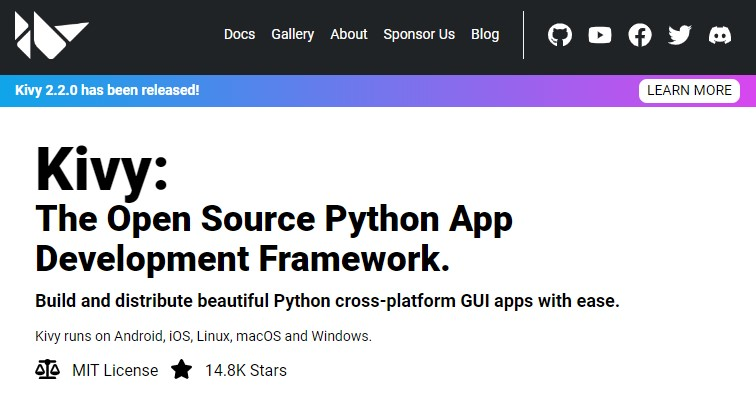 Docs Gallery About Sponsor Us Blog
Kivy 2.2.0 has been released! LEARN MORE
Kivy:
The Open Source Python App
Development Framework.
Build and distribute beautiful Python cross-platform GUI apps with ease.
Kivy runs on Android, iOS, Linux, macOS and Windows.
MIT License 14.8K Stars